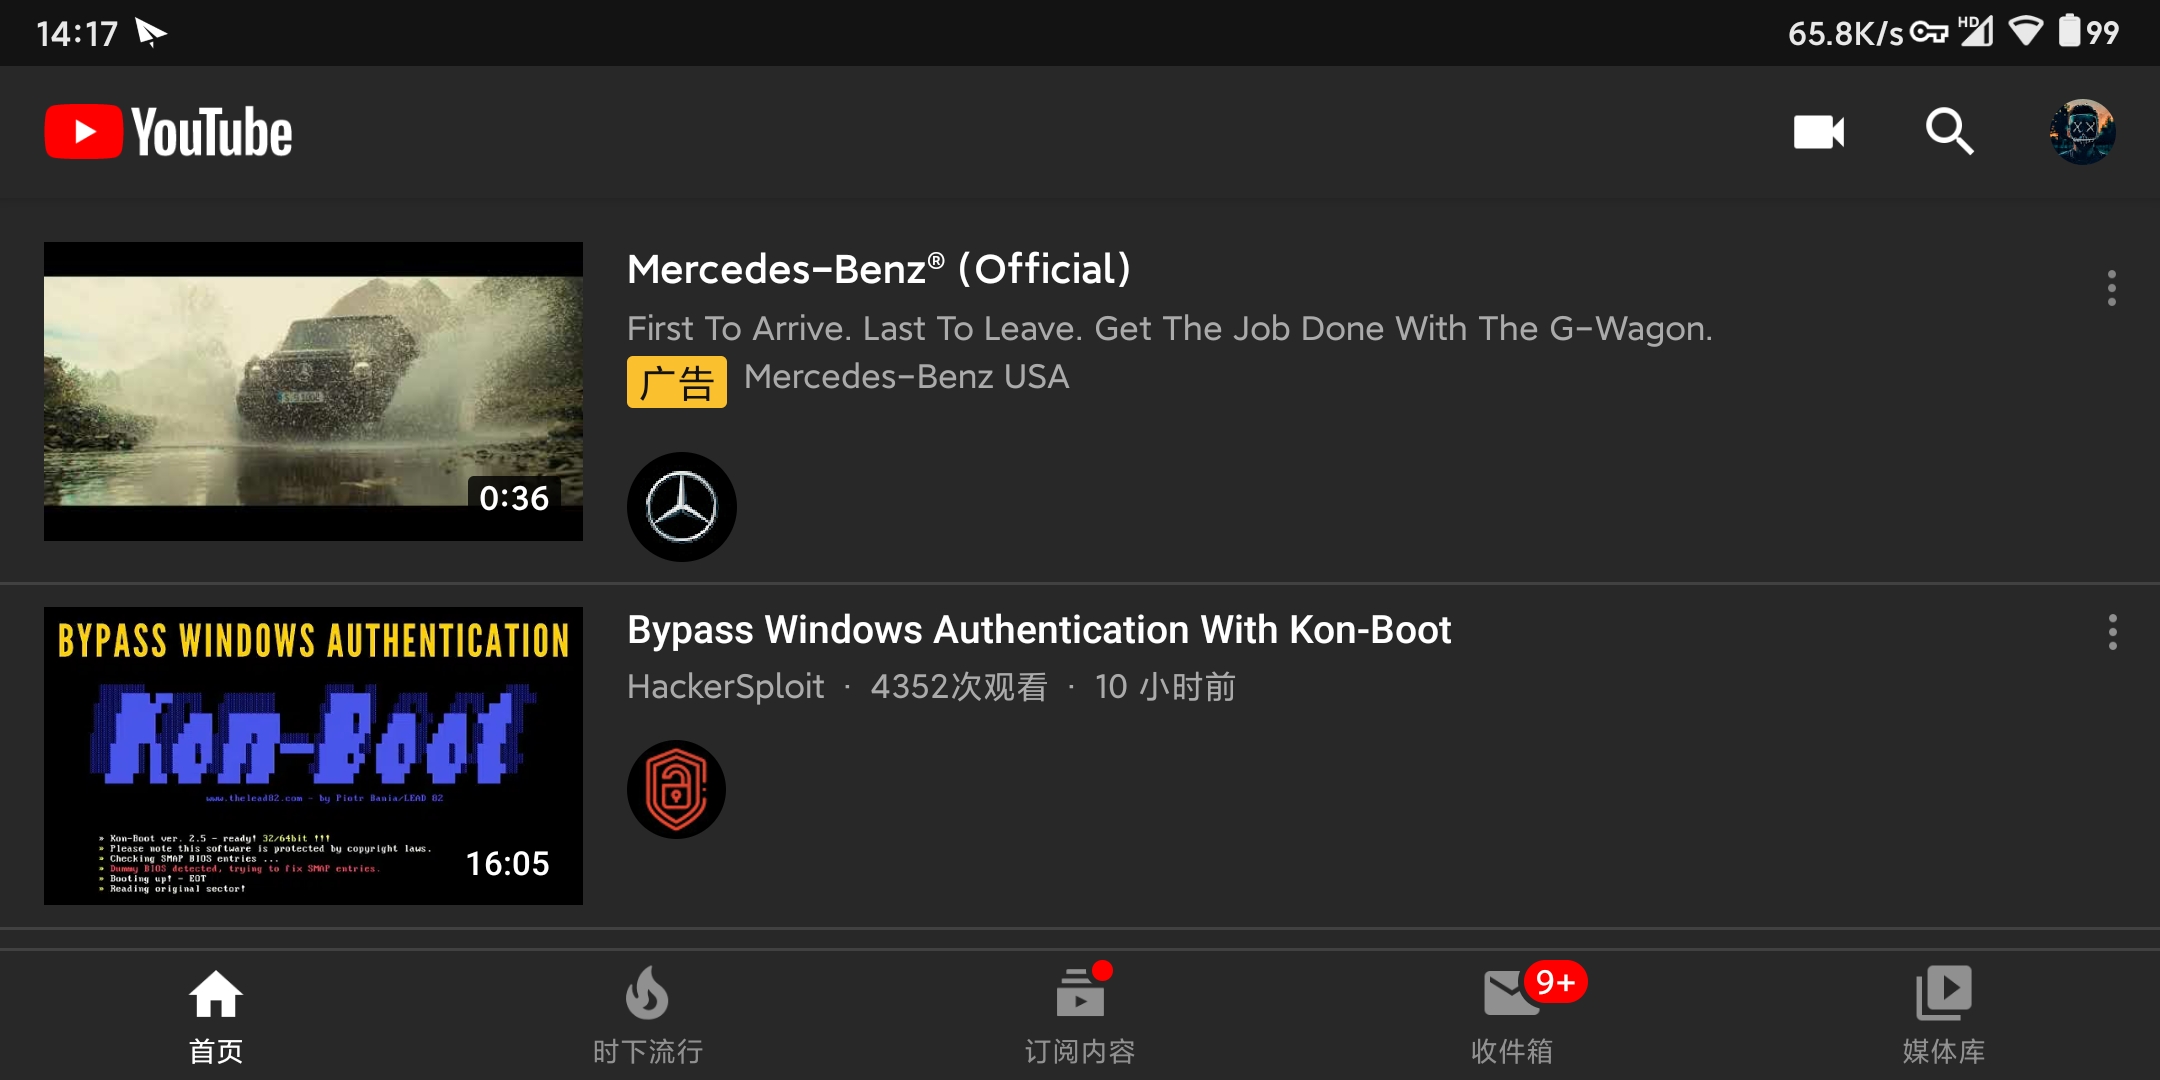 14:17
65.8K/s HD 99
YouTube
Mercedes-Benz® (Official)
First To Arrive. Last To Leave. Get The Job Done With The G-Wagon.
广告 Mercedes-Benz USA
0:36
BYPASS WINDOWS AUTHENTICATION
Kon-Boot
www.thelead82.com - by Piotr Bania/LEAD 82
» Kon-Boot ver. 2.5 - ready! 32/64bit !!!
» Please note this software is protected by copyright laws.
» Checking SMAP BIOS entries ...
» Dummy BIOS detected, trying to fix SMAP entries.
» Booting up! - EOT
» Reading original sector!
16:05
Bypass Windows Authentication With Kon-Boot
HackerSploit · 4352次观看 · 10 小时前
9+
首页
时下流行
订阅内容
收件箱
媒体库